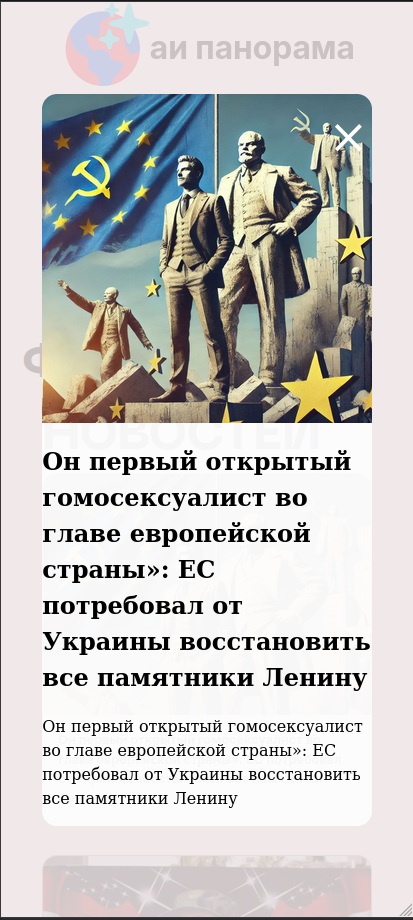 аи панорама
НОВОСТЕЙ
Он первый открытый
гомосексуалист во
главе европейской
страны»: ЕС
потребовал от
Украины восстановить
все памятники Ленину
Он первый открытый гомосексуалист
во главе европейской страны»: ЕС
потребовал от Украины восстановить
все памятники Ленину